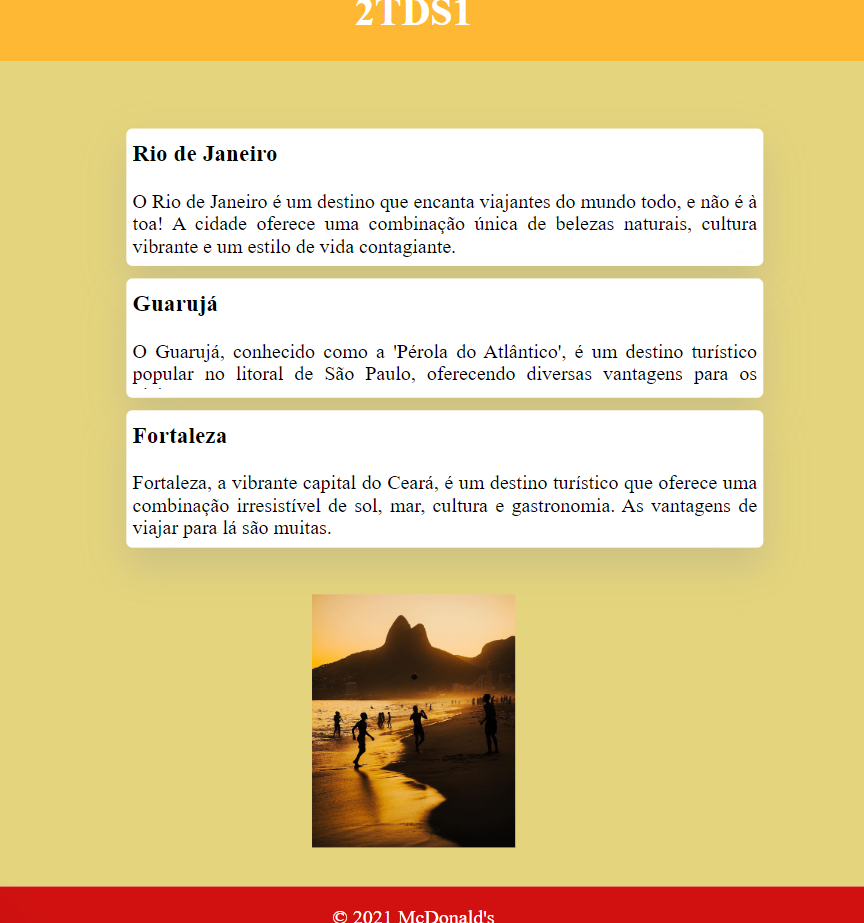 2TDS1
Rio de Janeiro
O Rio de Janeiro é um destino que encanta viajantes do mundo todo, e não é à
toa! A cidade oferece uma combinação única de belezas naturais, cultura
vibrante e um estilo de vida contagiante.
Guarujá
O Guarujá, conhecido como a 'Pérola do Atlântico', é um destino turístico
popular no litoral de São Paulo, oferecendo diversas vantagens para os
Fortaleza
Fortaleza, a vibrante capital do Ceará, é um destino turístico que oferece uma
combinação irresistível de sol, mar, cultura e gastronomia. As vantagens de
viajar para lá são muitas.
© 2021 McDonald's